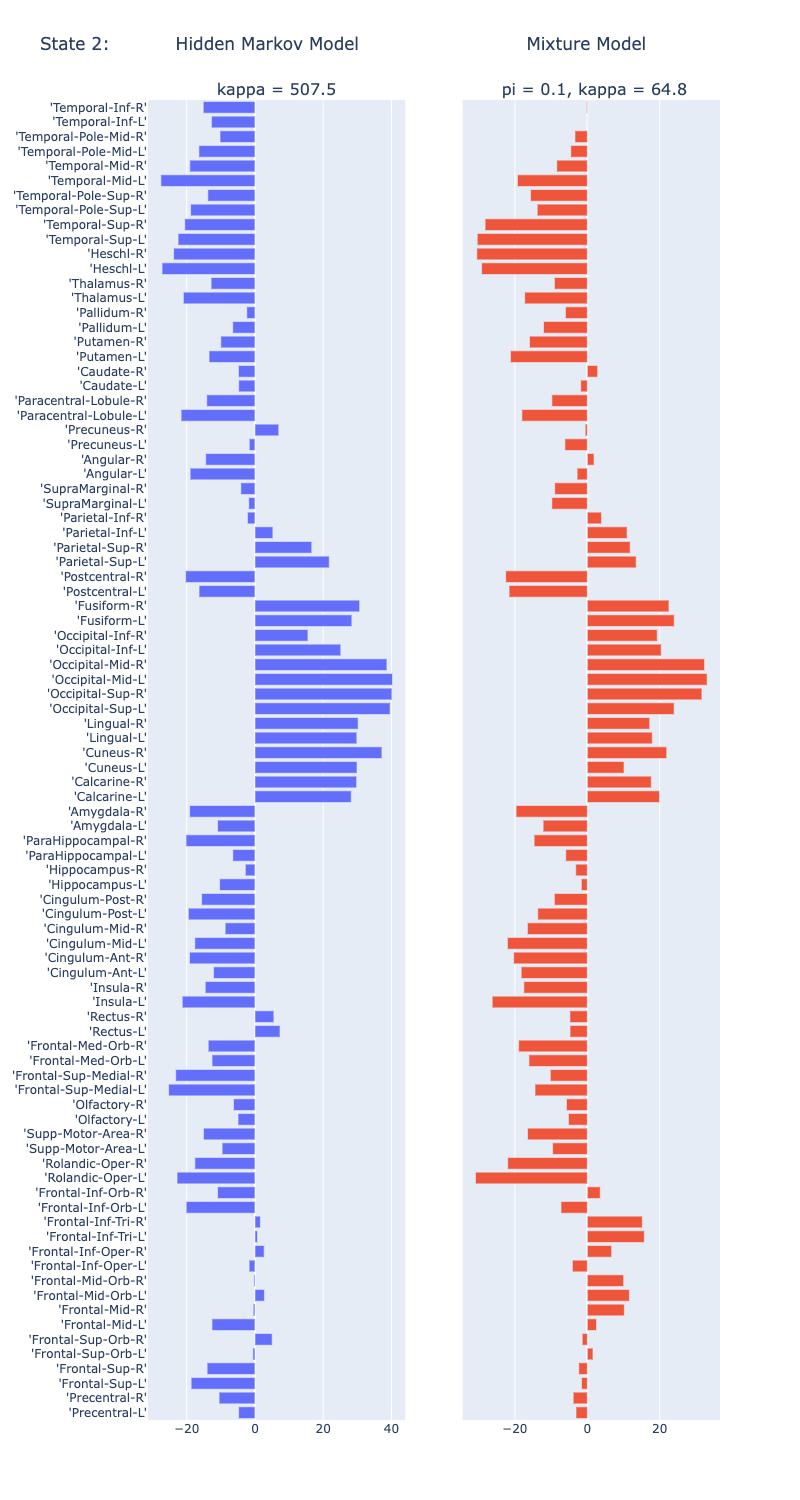 State 2:
Hidden Markov Model
Mixture Model
kappa = 507.5
pi = 0.1, kappa = 64.8
'Temporal-Inf-R'
'Temporal-Inf-L'
'Temporal-Pole-Mid-R'
'Temporal-Pole-Mid-L'
'Temporal-Mid-R'
'Temporal-Mid-L'
'Temporal-Pole-Sup-R'
'Temporal-Pole-Sup-L'
'Temporal-Sup-R'
'Temporal-Sup-L'
'Heschl-R'
'Heschl-L'
'Thalamus-R'
'Thalamus-L'
'Pallidum-R'
'Pallidum-L'
'Putamen-R'
'Putamen-L'
'Caudate-R'
'Caudate-L'
'Paracentral-Lobule-R'
'Paracentral-Lobule-L'
'Precuneus-R'
'Precuneus-L'
'Angular-R'
'Angular-L'
'SupraMarginal-R'
'SupraMarginal-L'
'Parietal-Inf-R'
'Parietal-Inf-L'
'Parietal-Sup-R'
'Parietal-Sup-L'
'Postcentral-R'
'Postcentral-L'
'Fusiform-R'
'Fusiform-L'
'Occipital-Inf-R'
'Occipital-Inf-L'
'Occipital-Mid-R'
'Occipital-Mid-L'
'Occipital-Sup-R'
'Occipital-Sup-L'
'Lingual-R'
'Lingual-L'
'Cuneus-R'
'Cuneus-L'
'Calcarine-R'
'Calcarine-L'
'Amygdala-R'
'Amygdala-L'
'ParaHippocampal-R'
'ParaHippocampal-L'
'Hippocampus-R'
'Hippocampus-L'
'Cingulum-Post-R'
'Cingulum-Post-L'
'Cingulum-Mid-R'
'Cingulum-Mid-L'
'Cingulum-Ant-R'
'Cingulum-Ant-L'
'Insula-R'
'Insula-L'
'Rectus-R'
'Rectus-L'
'Frontal-Med-Orb-R'
'Frontal-Med-Orb-L'
'Frontal-Sup-Medial-R'
'Frontal-Sup-Medial-L'
'Olfactory-R'
'Olfactory-L'
'Supp-Motor-Area-R'
'Supp-Motor-Area-L'
'Rolandic-Oper-R'
'Rolandic-Oper-L'
'Frontal-Inf-Orb-R'
'Frontal-Inf-Orb-L'
'Frontal-Inf-Tri-R'
'Frontal-Inf-Tri-L'
'Frontal-Inf-Oper-R'
'Frontal-Inf-Oper-L'
'Frontal-Mid-Orb-R'
'Frontal-Mid-Orb-L'
'Frontal-Mid-R'
'Frontal-Mid-L'
'Frontal-Sup-Orb-R'
'Frontal-Sup-Orb-L'
'Frontal-Sup-R'
'Frontal-Sup-L'
'Precentral-R'
'Precentral-L'
−20 0 20 40
−20 0 20